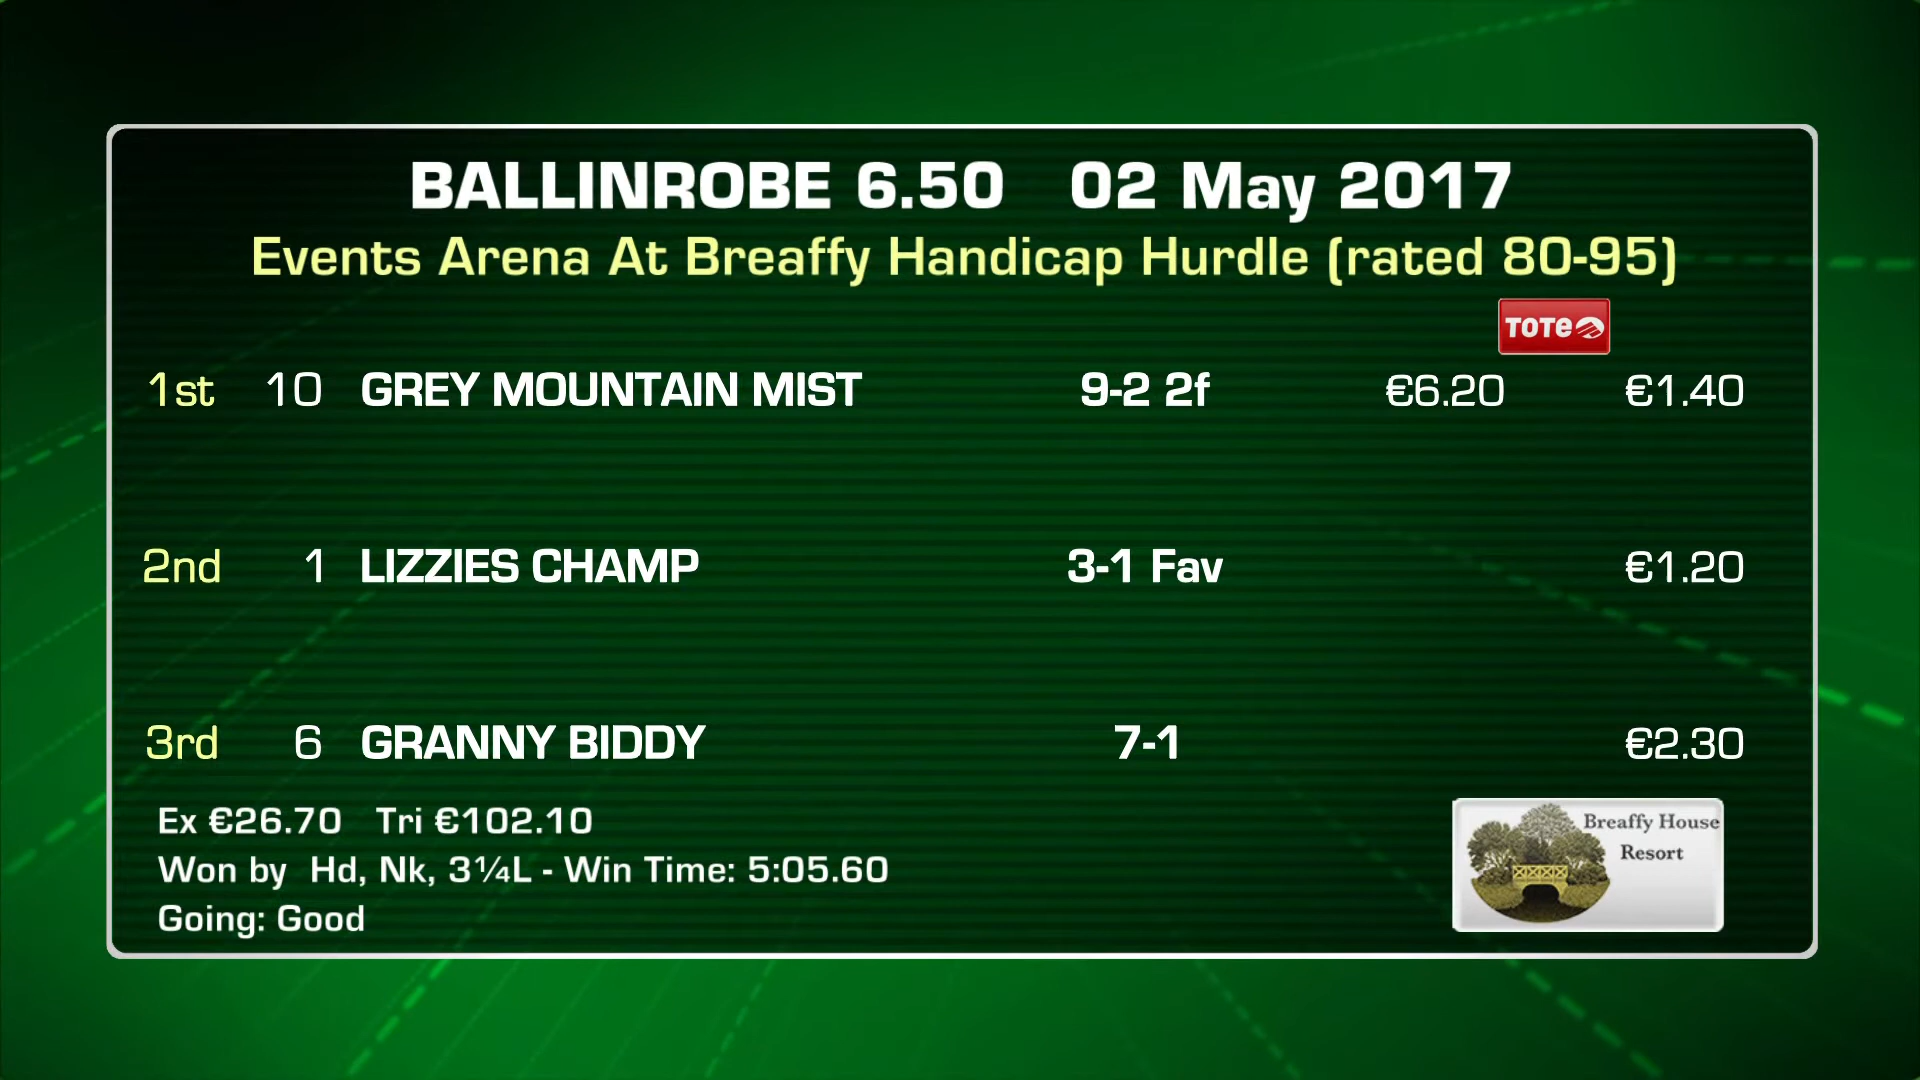 BALLINROBE 6.50 02 May 2017
Events Arena At Breaffy Handicap Hurdle (rated 80-95)
TOTE
1st 10 GREY MOUNTAIN MIST 9-2 2f €6.20 €1.40
2nd 1 LIZZIES CHAMP 3-1 Fav €1.20
3rd 6 GRANNY BIDDY 7-1 €2.30
Ex €26.70 Tri €102.10
Won by Hd, Nk, 3¼L - Win Time: 5:05.60
Going: Good
Breaffy House
Resort